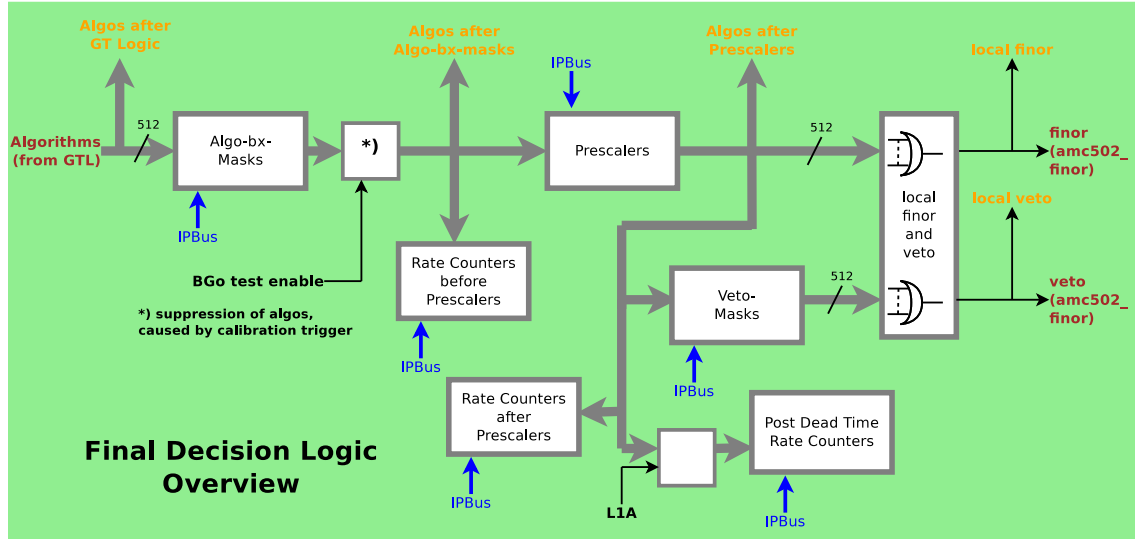 Algos after
GT Logic
Algos after
Algo-bx-masks
Algos after
Prescalers
local finor
IPBus
512
512
Algorithms
(from GTL)
Algo-bx-
Masks
*)
Prescalers
finor
(amc502_
finor)
local
finor
and
veto
local veto
IPBus
Rate Counters
before
Prescalers
BGo test enable
512
Veto-
Masks
veto
(amc502_
finor)
*) suppression of algos,
caused by calibration trigger
IPBus
IPBus
Rate Counters
after
Prescalers
Post Dead Time
Rate Counters
Final Decision Logic
Overview
IPBus
L1A
IPBus